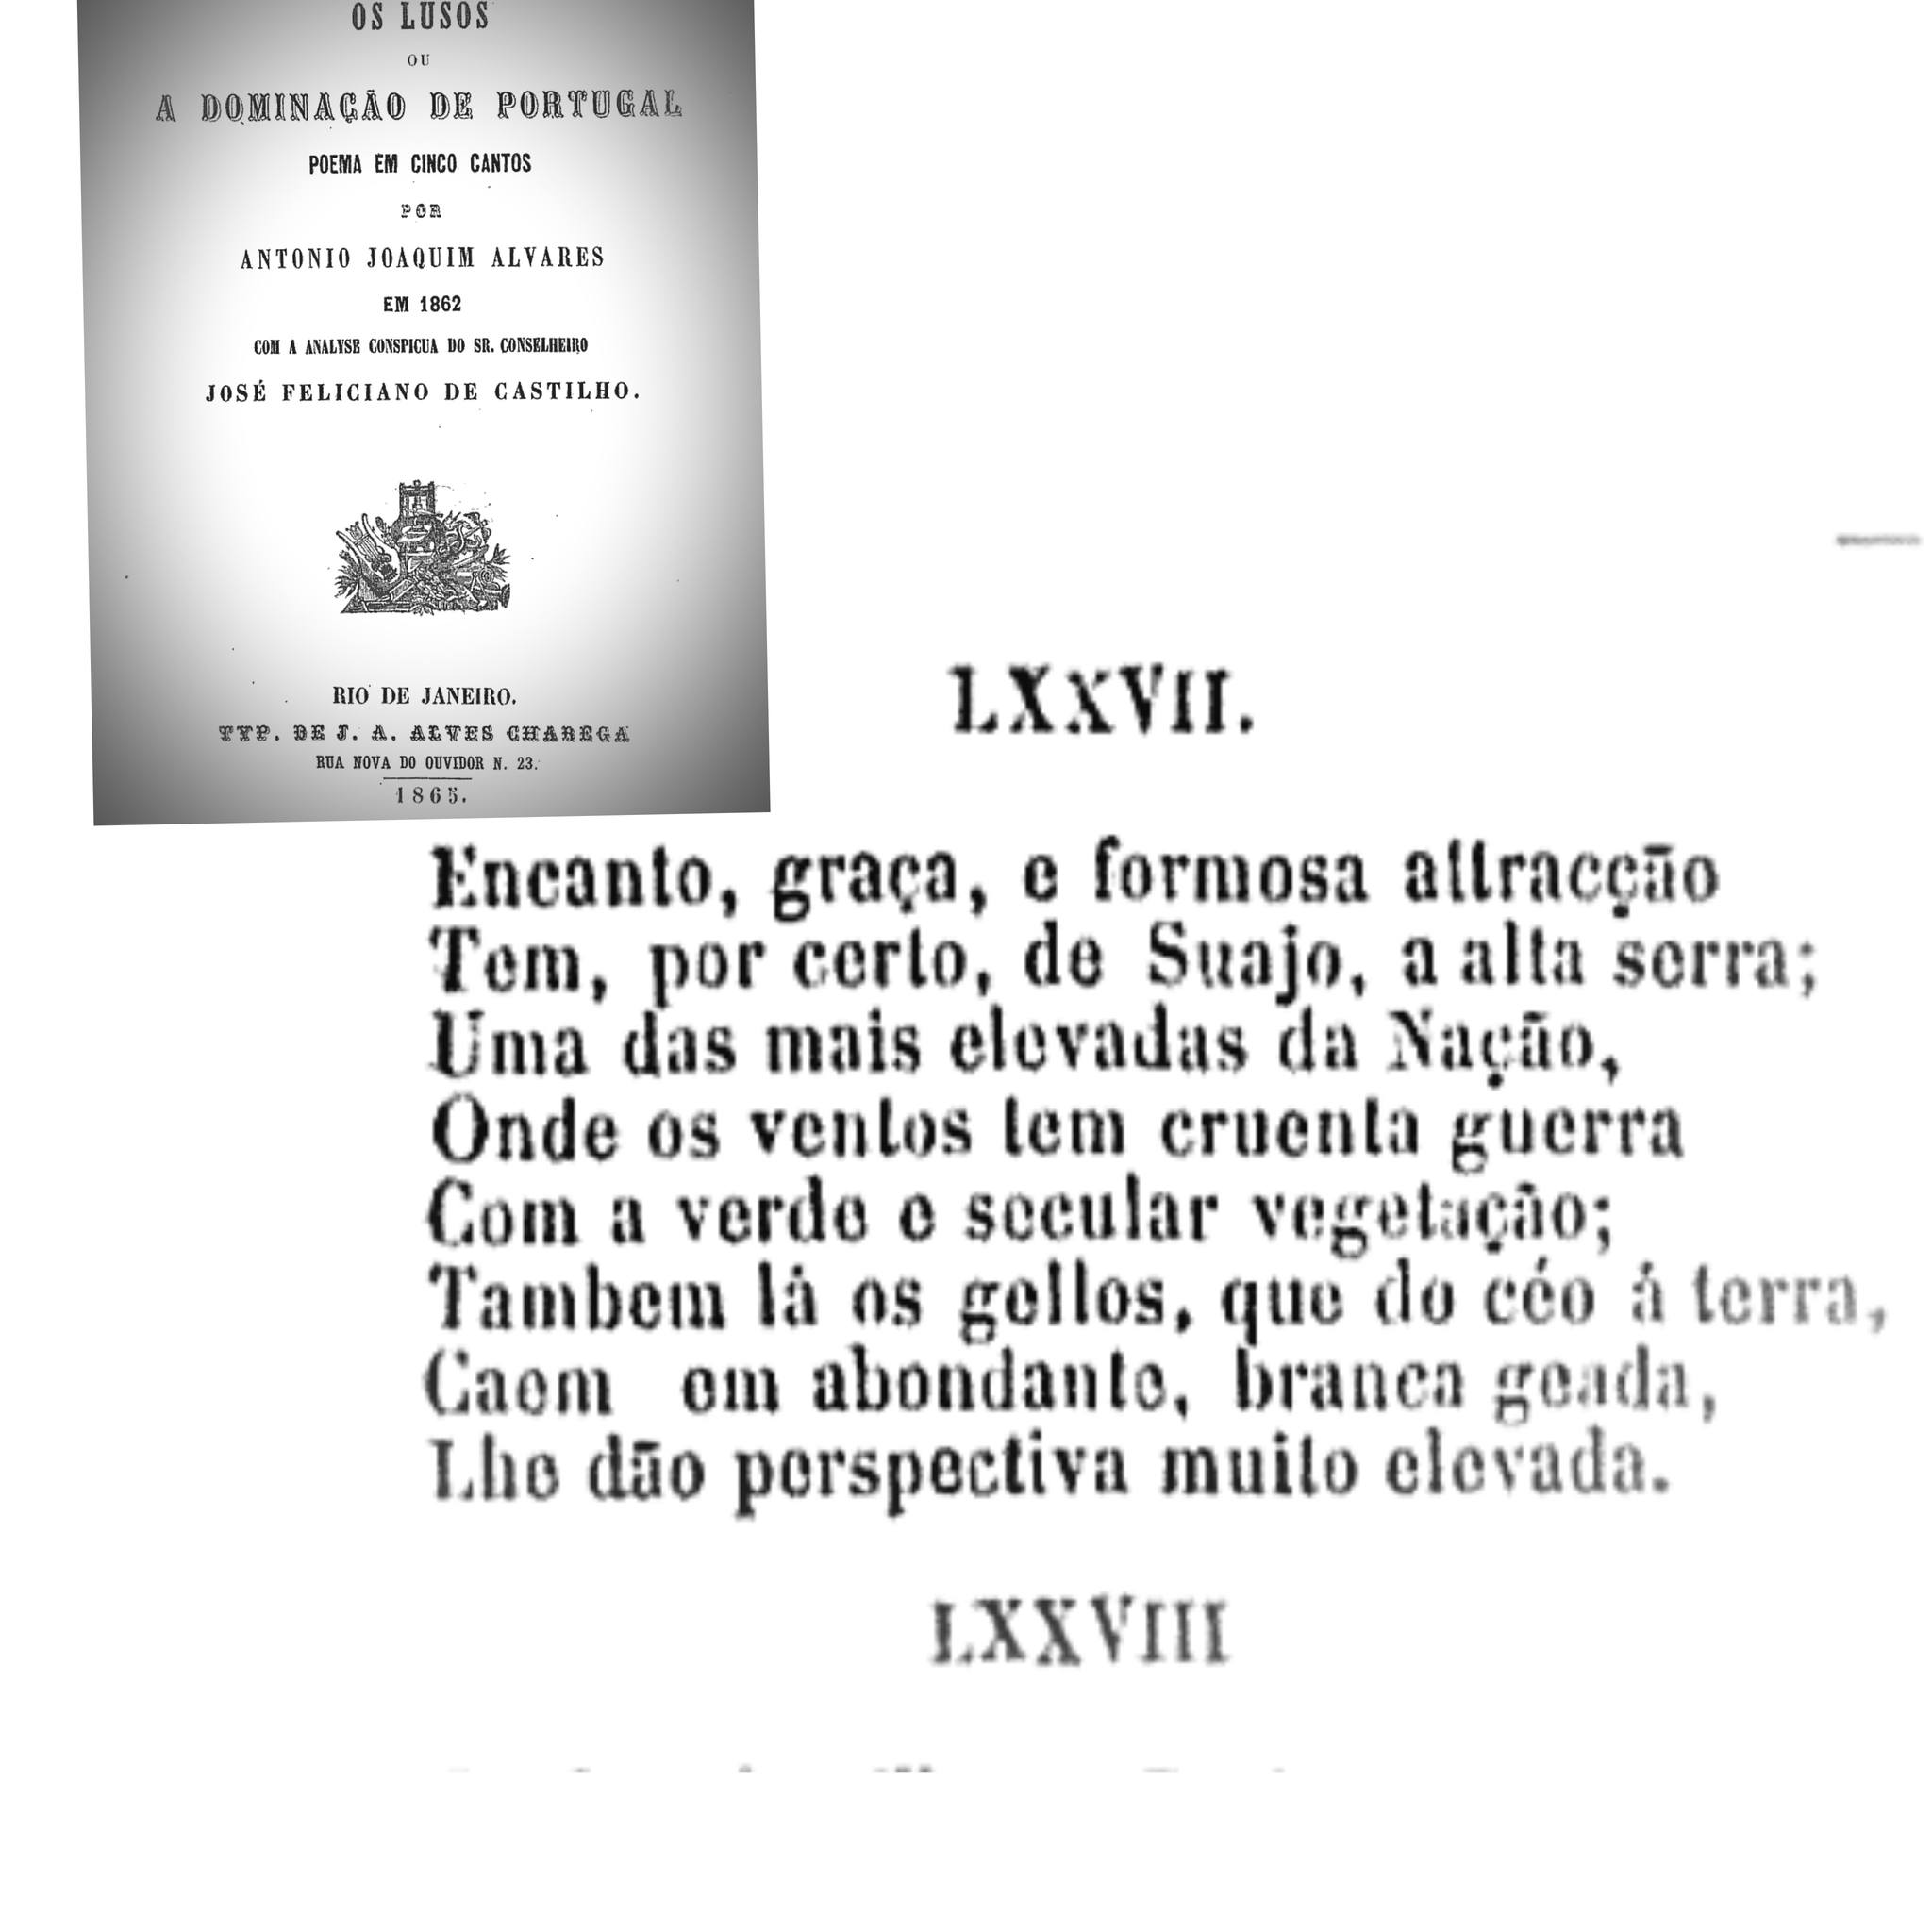 OS LUSOS
OU
A DOMINAÇÃO DE PORTUGAL
POEMA EM CINCO CANTOS
POR
ANTONIO JOAQUIM ALVARES
EM 1862
COM A ANALYSE CONSPICUA DO SR. CONSELHEIRO
JOSÉ FELICIANO DE CASTILHO.
RIO DE JANEIRO.
TYP. DE J. A. ALVES CHAREGA
RUA NOVA DO OUVIDOR N. 23.
1865.
LXXVII.
Encanto, graça, e formosa attracção
Tem, por certo, de Suajo, a alta serra;
Uma das mais elevadas da Nação,
Onde os ventos tem cruenta guerra
Com a verde e secular vegetação;
Tambem lá os gellos, que do céo á terra,
Caem em abondante, branca geada,
Lhe dão perspectiva muito elevada.
LXXVIII